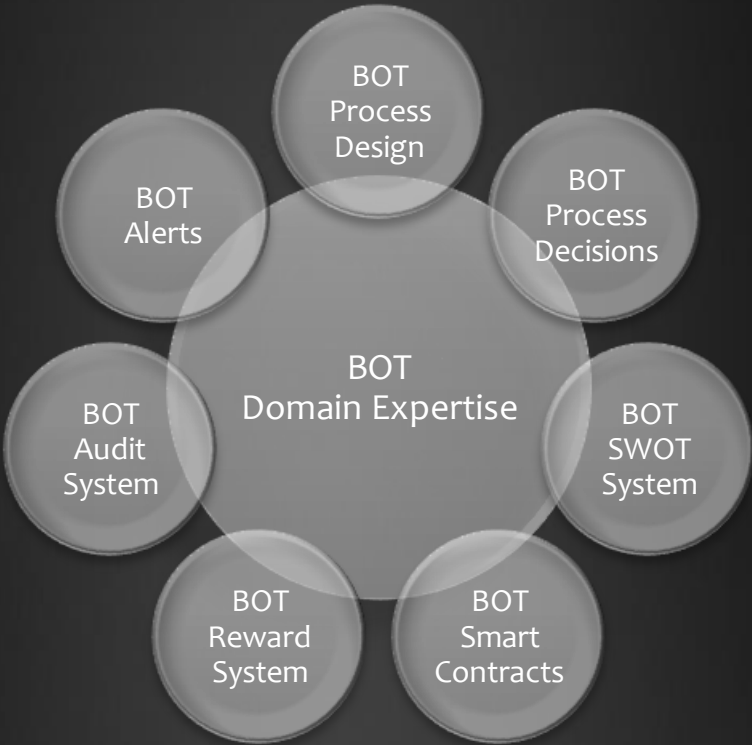 BOT
Process
Design
BOT
Process
Decisions
BOT
Alerts
BOT
Domain Expertise
BOT
SWOT
System
BOT
Audit
System
BOT
Smart
Contracts
BOT
Reward
System